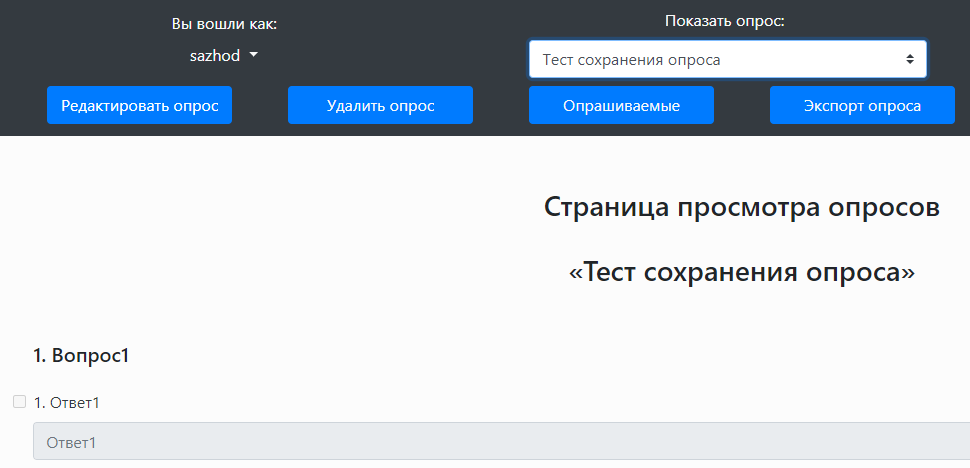 Вы вошли как:
sazhod
Показать опрос:
Тест сохранения опроса
Редактировать опрос
Удалить опрос
Опрашиваемые
Экспорт опроса
Страница просмотра опросов
«Тест сохранения опроса»
1. Вопрос1
1. Ответ1
Ответ1